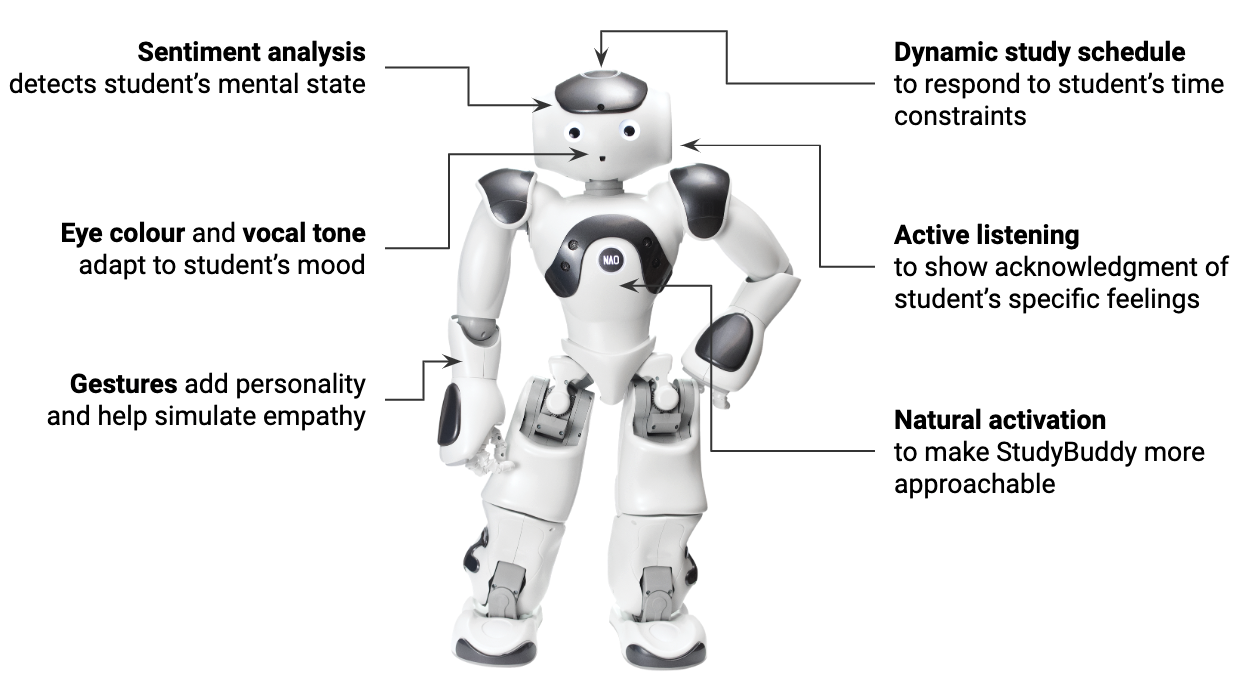 Sentiment analysis
detects student’s mental state
Eye colour and vocal tone
adapt to student’s mood
Gestures add personality
and help simulate empathy
NAO
Dynamic study schedule
to respond to student’s time
constraints
Active listening
to show acknowledgment of
student’s specific feelings
Natural activation
to make StudyBuddy more
approachable